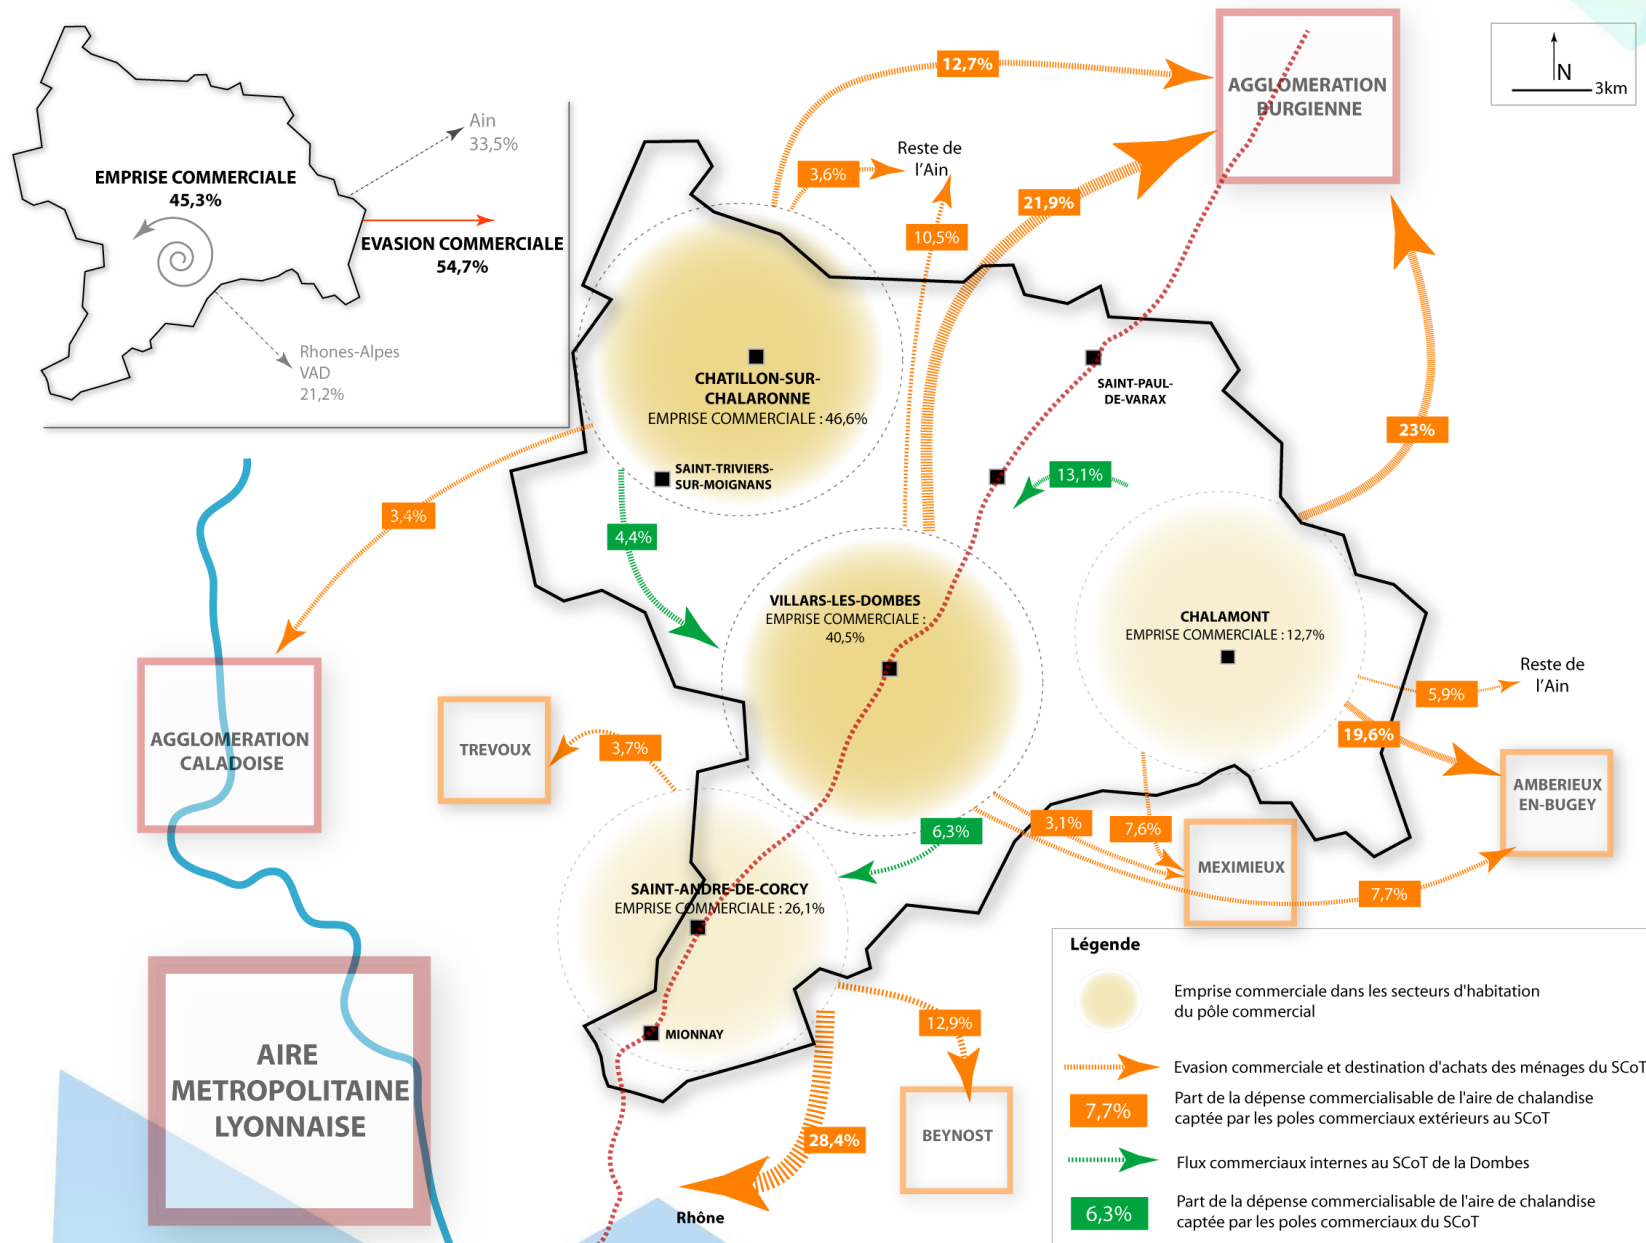 EMPRISE COMMERCIALE
45,3%
Ain
33,5%
EVASION COMMERCIALE
54,7%
Rhones-Alpes
VAD
21,2%
12,7%
3,6%
Reste de
l'Ain
10,5%
21,9%
AGGLOMERATION
BURGIENNE
N
3km
CHATILLON-SUR-
CHALARONNE
EMPRISE COMMERCIALE : 46,6%
SAINT-TRIVIERS-
SUR-MOIGNANS
SAINT-PAUL-
DE-VARAX
23%
13,1%
3,4%
4,4%
VILLARS-LES-DOMBES
EMPRISE COMMERCIALE :
40,5%
CHALAMONT
EMPRISE COMMERCIALE : 12,7%
Reste de
l'Ain
5,9%
19,6%
AGGLOMERATION
CALADOISE
TREVOUX
3,7%
AMBERIEUX
EN-BUGEY
6,3%
3,1%
7,6%
MEXIMIEUX
7,7%
SAINT-ANDRE-DE-CORCY
EMPRISE COMMERCIALE : 26,1%
MIONNAY
12,9%
AIRE
METROPOLITAINE
LYONNAISE
28,4%
BEYNOST
Rhône
Légende
Emprise commerciale dans les secteurs d'habitation
du pôle commercial
Evasion commerciale et destination d'achats des ménages du SCoT
7,7%
Part de la dépense commercialisable de l'aire de chalandise
captée par les poles commerciaux extérieurs au SCoT
Flux commerciaux internes au SCoT de la Dombes
6,3%
Part de la dépense commercialisable de l'aire de chalandise
captée par les poles commerciaux du SCoT